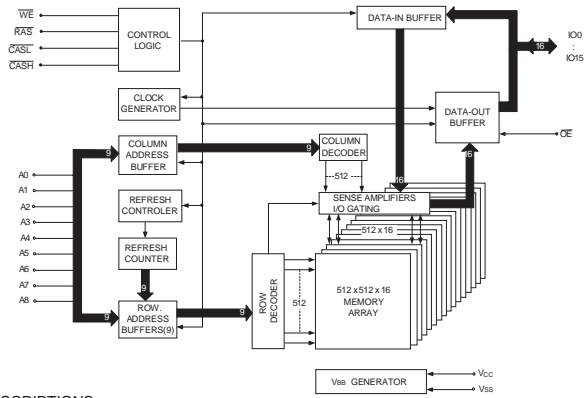 WE
RAS
CASL
CASH
CONTROL
LOGIC
DATA-IN BUFFER
16
IO0
:
IO15
CLOCK
GENERATOR
DATA-OUT
BUFFER
OE
9
COLUMN
ADDRESS
BUFFER
9
COLUMN
DECODER
512
16
16
A0
A1
A2
A3
A4
A5
A6
A7
A8
REFRESH
CONTROLER
SENSE AMPLIFIERS
I/O GATING
512 x 16
REFRESH
COUNTER
9
9
ROW.
ADDRESS
BUFFERS(9)
9
ROW
DECODER
512
512 x512 x 16
MEMORY
ARRAY
VBB GENERATOR
VCC
VSS